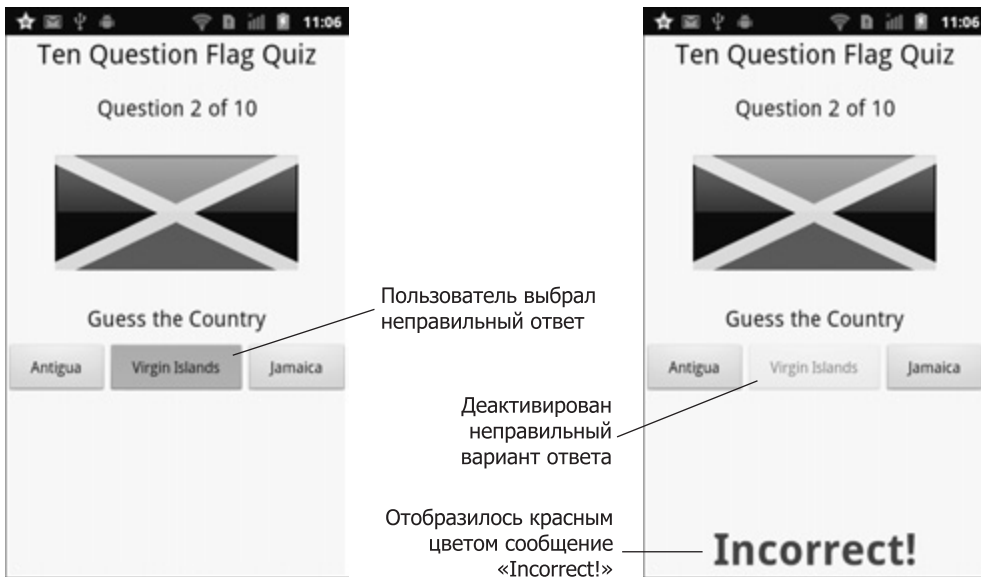 11:06
Ten Question Flag Quiz
Question 2 of 10
Guess the Country
Antigua
Virgin Islands
Jamaica
Пользователь выбрал
неправильный ответ
Деактивирован
неправильный
вариант ответа
Отобразилось красным
цветом сообщение
«Incorrect!»
11:06
Ten Question Flag Quiz
Question 2 of 10
Guess the Country
Antigua
Virgin Islands
Jamaica
Incorrect!